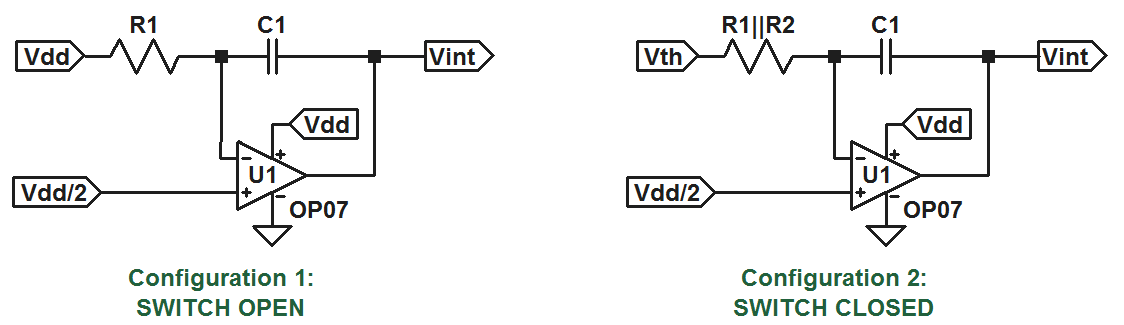 R1 C1
Vdd Vint
Vdd
- +
U1
Vdd/2 + -
OP07
Configuration 1:
SWITCH OPEN
R1||R2 C1
Vth Vint
Vdd
- +
U1
Vdd/2 + -
OP07
Configuration 2:
SWITCH CLOSED